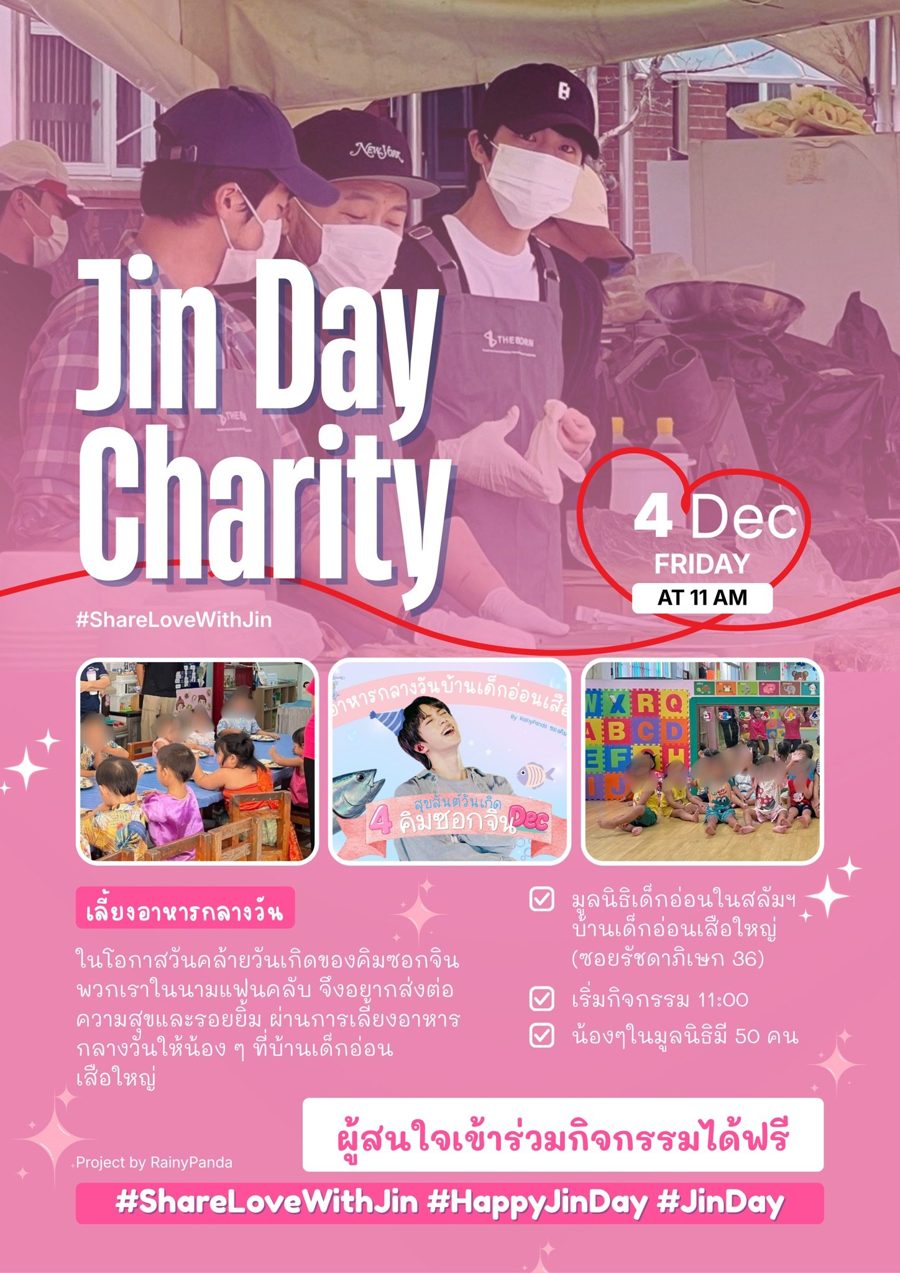 NEW YORK
B
THE BORN
THE
Jin Day
Charity
#ShareLoveWithJin
4 Dec
FRIDAY
AT 11 AM
อาหารกลางวันบ้านเด็กอ่อนเสือ
By RainyPanda
สุขสันต์วันเกิด
4 คิมซอกจิน Dec
W X R Q
A B C D
E F G H
I J
เลี้ยงอาหารกลางวัน
ในโอกาสวันคล้ายวันเกิดของคิมซอกจิน
พวกเราในนามแฟนคลับ จึงอยากส่งต่อ
ความสุขและรอยยิ้ม ผ่านการเลี้ยงอาหาร
กลางวันให้น้อง ๆ ที่บ้านเด็กอ่อน
เสือใหญ่
มูลนิธิเด็กอ่อนในสลัมฯ
บ้านเด็กอ่อนเสือใหญ่
(ซอยรัชดาภิเษก 36)
เริ่มกิจกรรม 11:00
น้องๆในมูลนิธิมี 50 คน
ผู้สนใจเข้าร่วมกิจกรรมได้ฟรี
Project by RainyPanda
#ShareLoveWithJin #HappyJinDay #JinDay